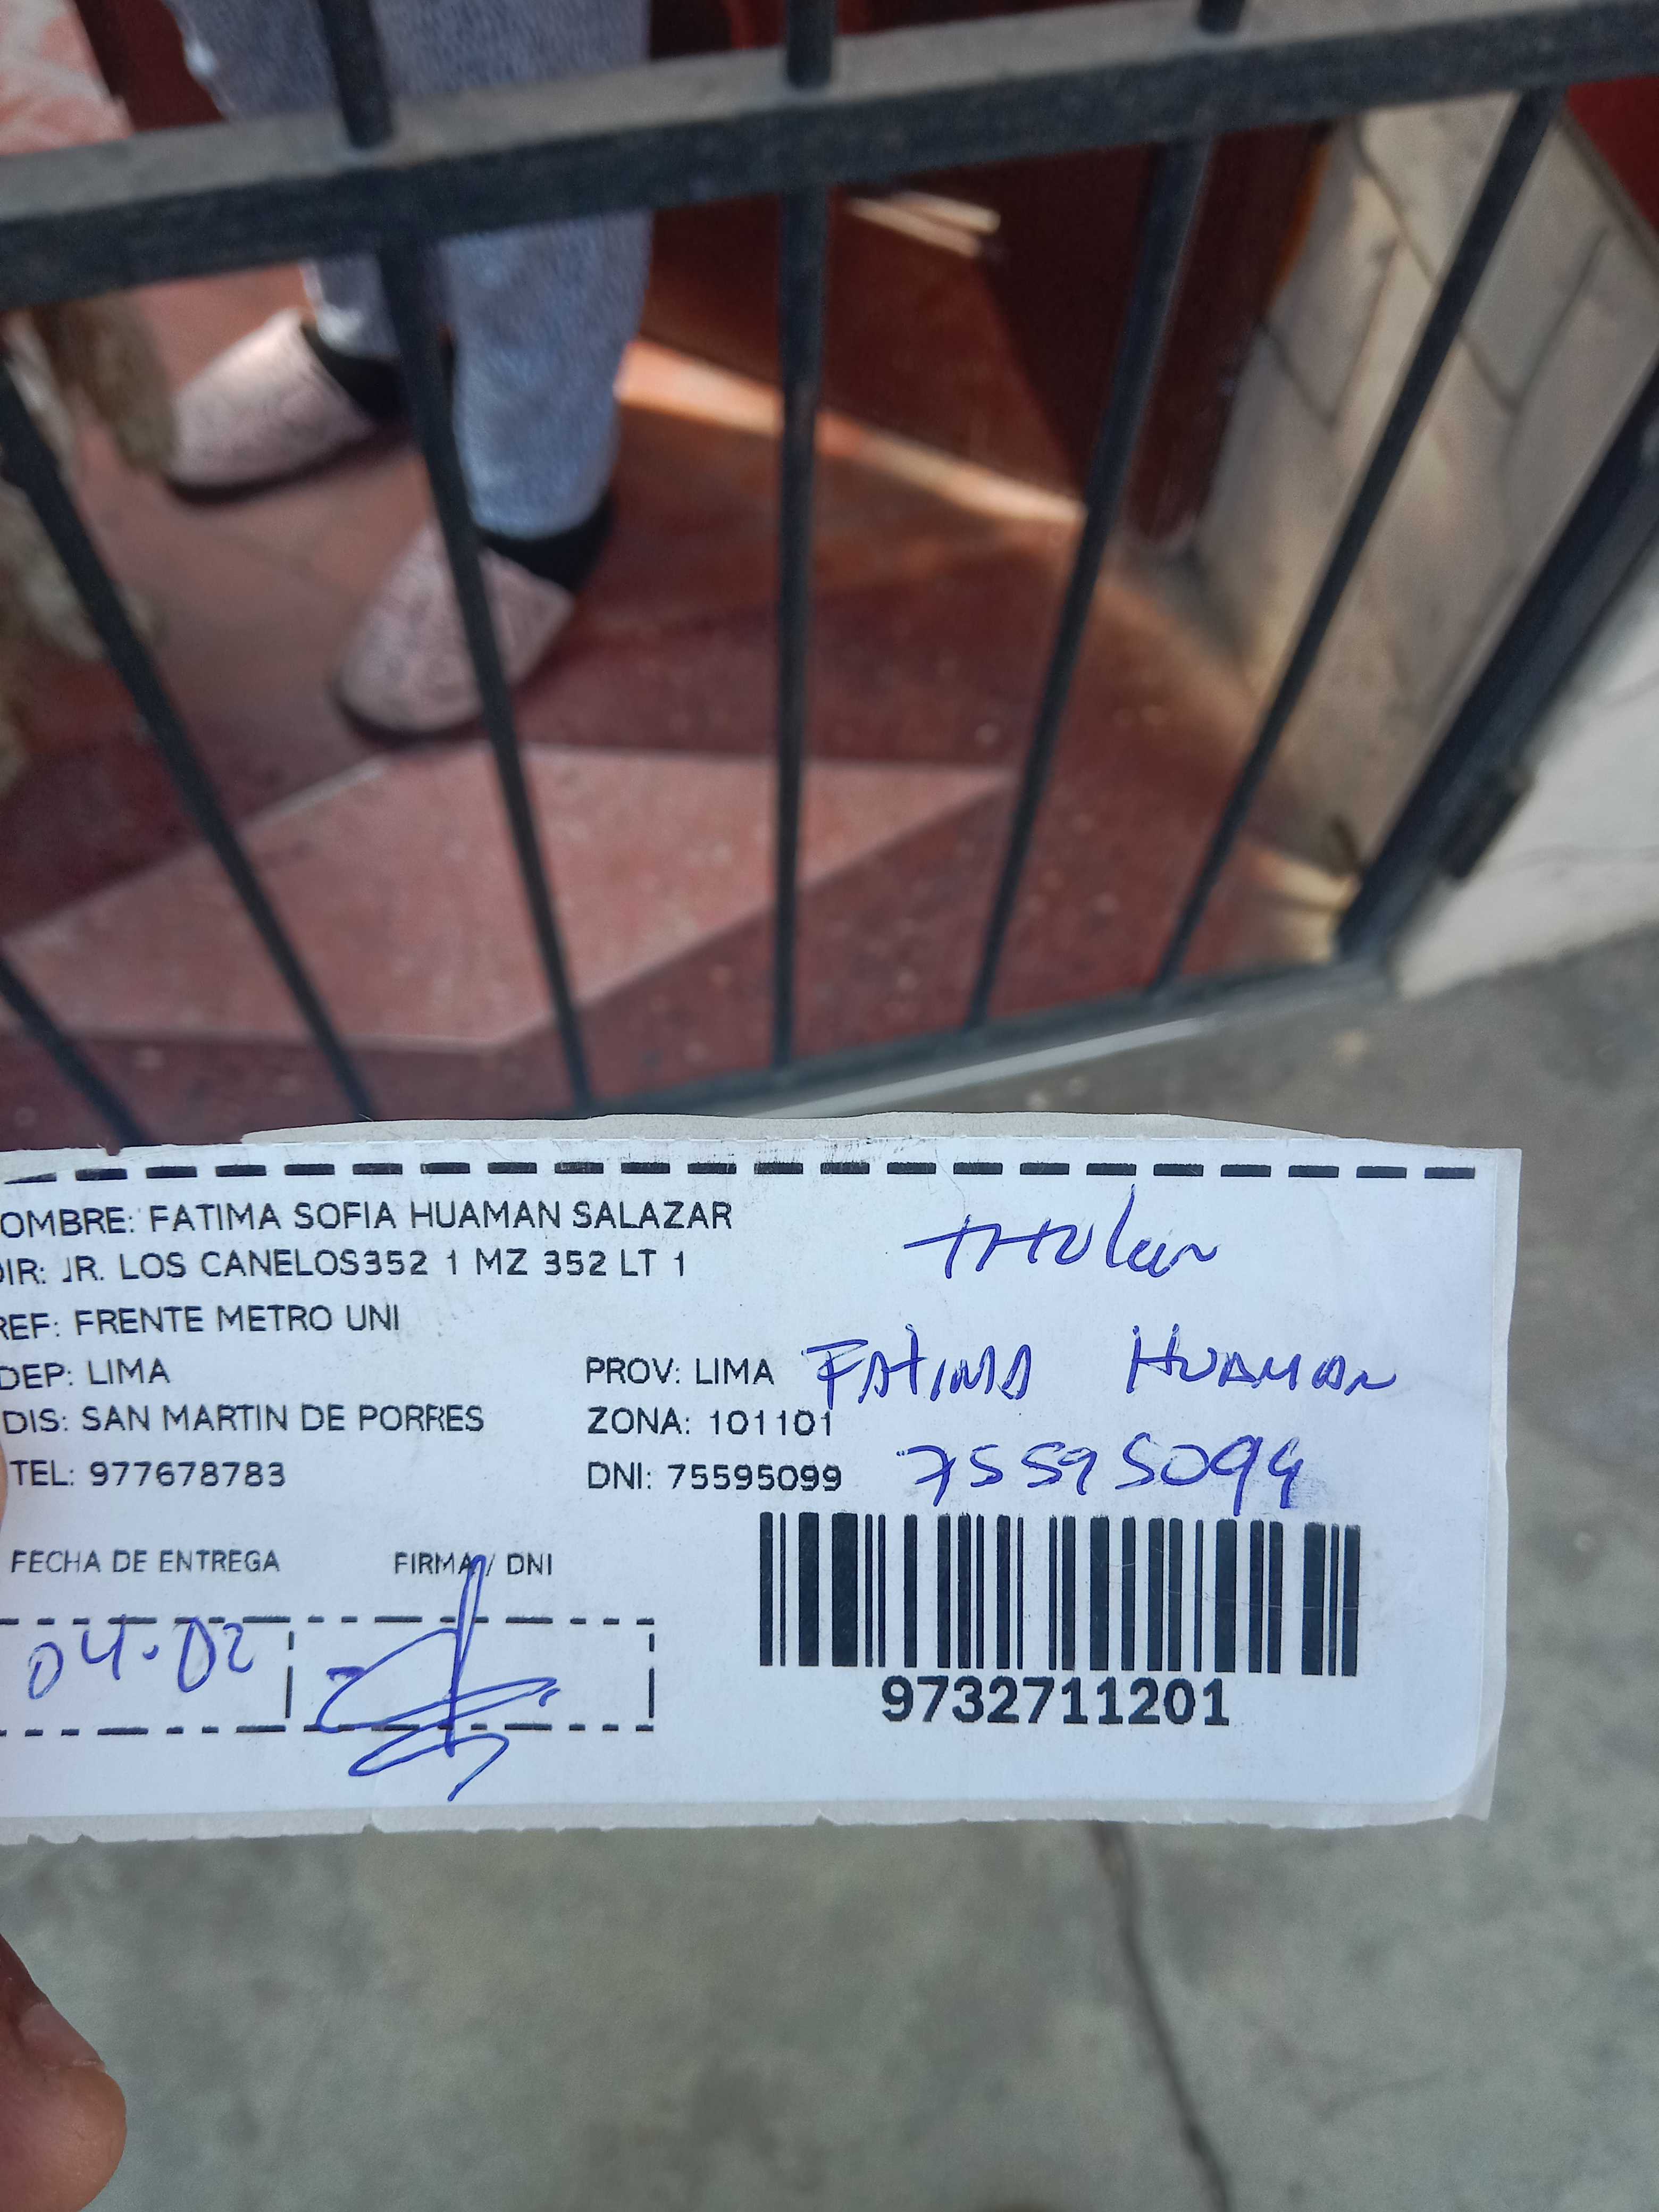 OMBRE: FATIMA SOFIA HUAMAN SALAZAR
DIR: JR. LOS CANELOS352 1 MZ 352 LT 1
REF: FRENTE METRO UNI
DEP: LIMA PROV: LIMA
DIS: SAN MARTIN DE PORRES ZONA: 101101
TEL: 977678783 DNI: 75595099
titular
FATIMA HUAMAN
75595099
FECHA DE ENTREGA FIRMA / DNI
04-02
9732711201